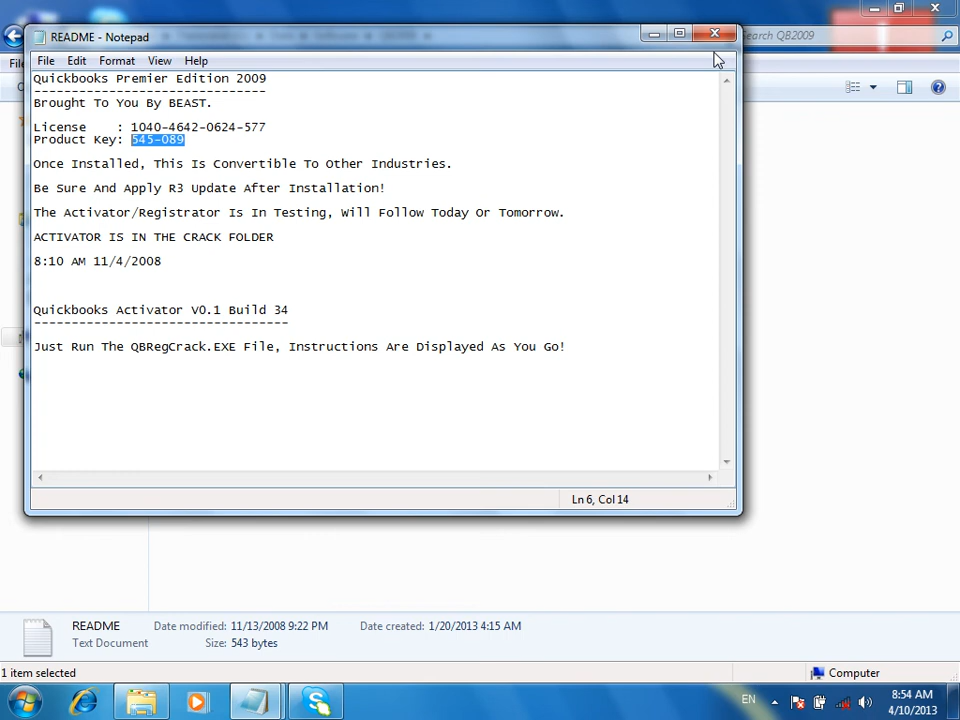 README - Notepad
Search QB2009
File Edit Format View Help
Quickbooks Premier Edition 2009
-------------------------------
Brought To You By BEAST.
License : 1040-4642-0624-577
Product Key: 545-089
Once Installed, This Is Convertible To Other Industries.
Be Sure And Apply R3 Update After Installation!
The Activator/Registrator Is In Testing, Will Follow Today Or Tomorrow.
ACTIVATOR IS IN THE CRACK FOLDER
8:10 AM 11/4/2008
Quickbooks Activator V0.1 Build 34
----------------------------------
Just Run The QBRegCrack.EXE File, Instructions Are Displayed As You Go!
Ln 6, Col 14
README Date modified: 11/13/2008 9:22 PM Date created: 1/20/2013 4:15 AM
Text Document Size: 543 bytes
1 item selected
Computer
EN
8:54 AM
4/10/2013